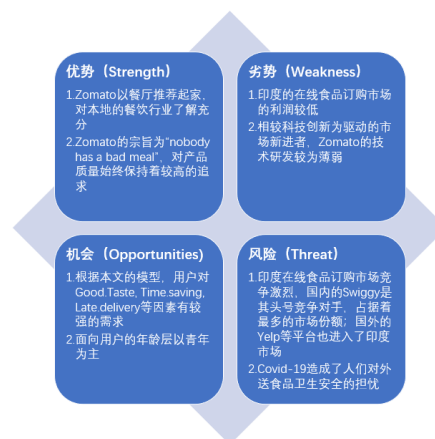 优势（Strength）
1.Zomato以餐厅推荐起家，
对本地的餐饮行业了解充
分
2.Zomato的宗旨为“nobody
has a bad meal”，对产品
质量始终保持着较高的追
求
劣势（Weakness）
1.印度的在线食品订购市场
的利润较低
2.相较科技创新为驱动的市
场新进者，Zomato的技
术研发较为薄弱
机会（Opportunities)
1.根据本文的模型，用户对
Good.Taste, Time.saving,
Late.delivery等因素有较
强的需求
2.面向用户的年龄层以青年
为主
风险（Threat）
1.印度在线食品订购市场竞
争激烈，国内的Swiggy是
其头号竞争对手，占据着
最多的市场份额；国外的
Yelp等平台也进入了印度
市场
2.Covid-19造成了人们对外
送食品卫生安全的担忧